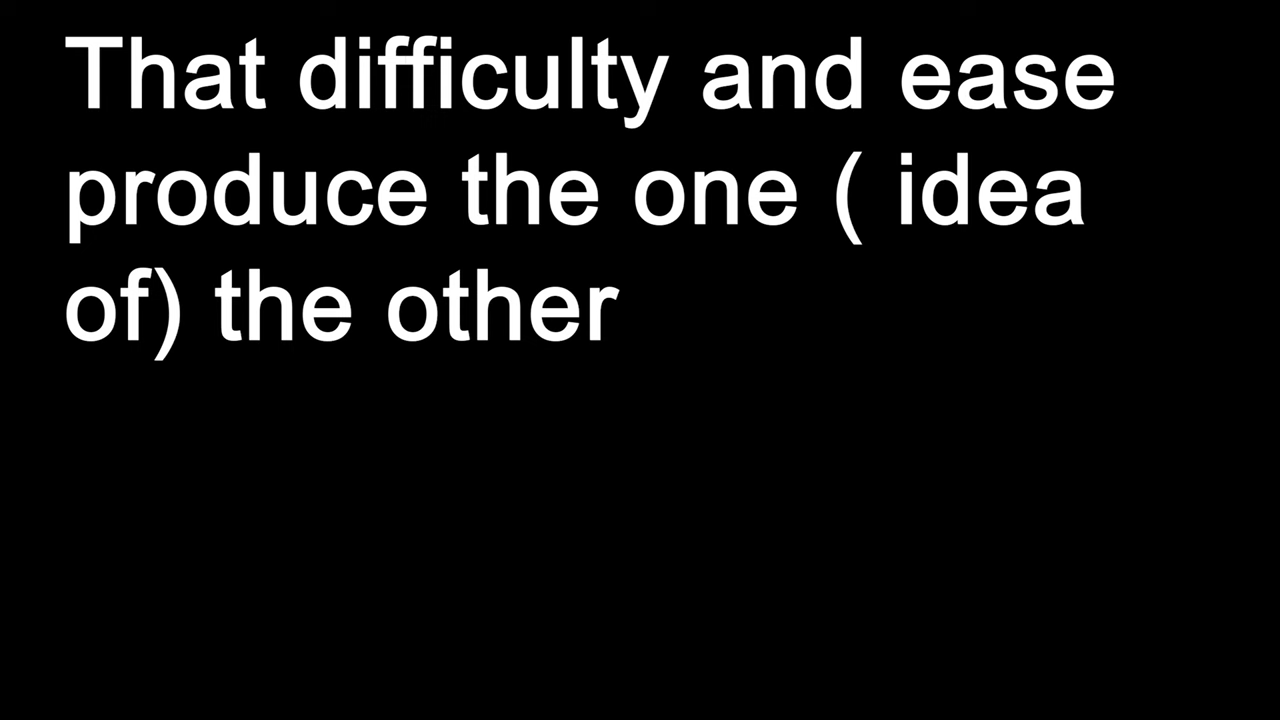 That difficulty and ease
produce the one ( idea
of) the other